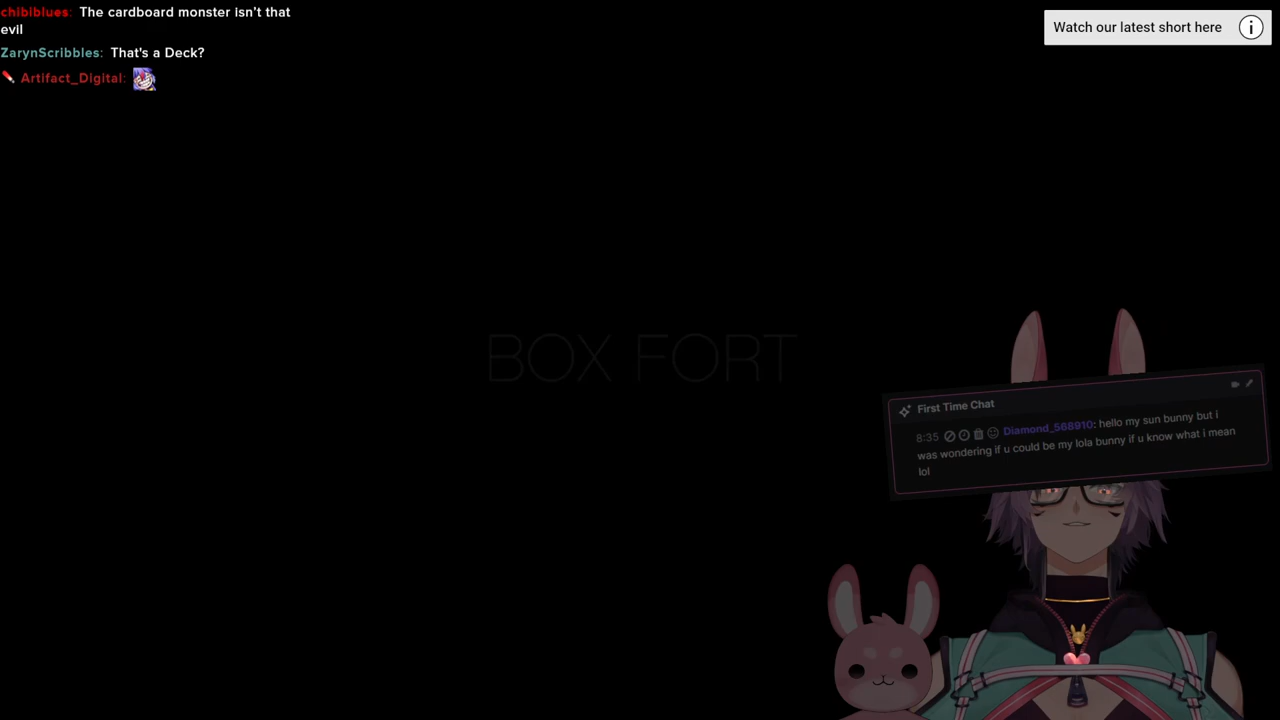 chibiblues: The cardboard monster isn't that
evil
ZarynScribbles: That's a Deck?
Artifact_Digital:
Watch our latest short here
BOX FORT
First Time Chat
8:35 Diamond_568910: hello my sun bunny but i
was wondering if u could be my lola bunny if u know what i mean
lol